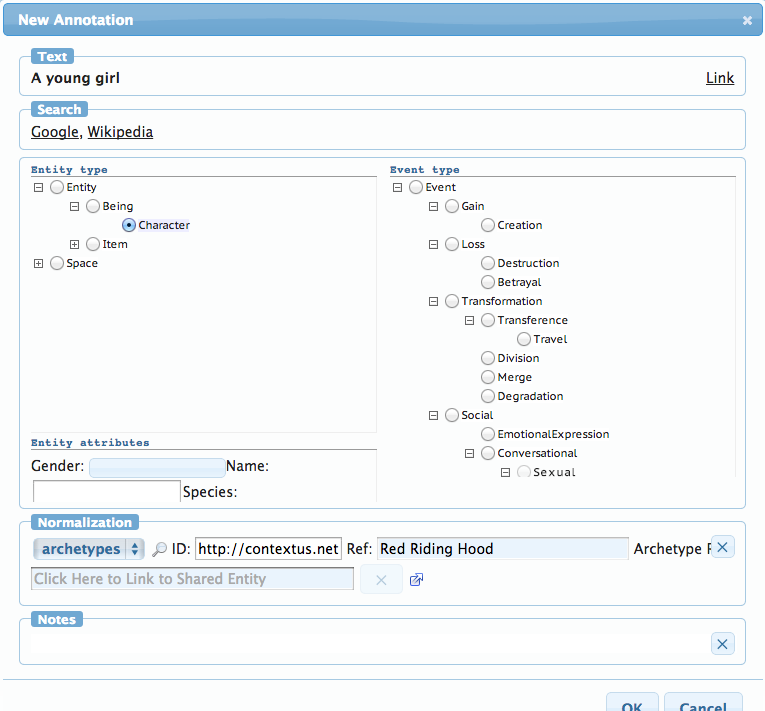 New Annotation
Text
A young girl Link
Search
Google, Wikipedia
Entity type
Entity
Being
Character
Item
Space
Entity attributes
Gender: Name:
Species:
Event type
Event
Gain
Creation
Loss
Destruction
Betrayal
Transformation
Transference
Travel
Division
Merge
Degradation
Social
EmotionalExpression
Conversational
Sexual
Normalization
archetypes ID: http://contextus.net Ref: Red Riding Hood Archetype
Click Here to Link to Shared Entity
Notes
OK Cancel